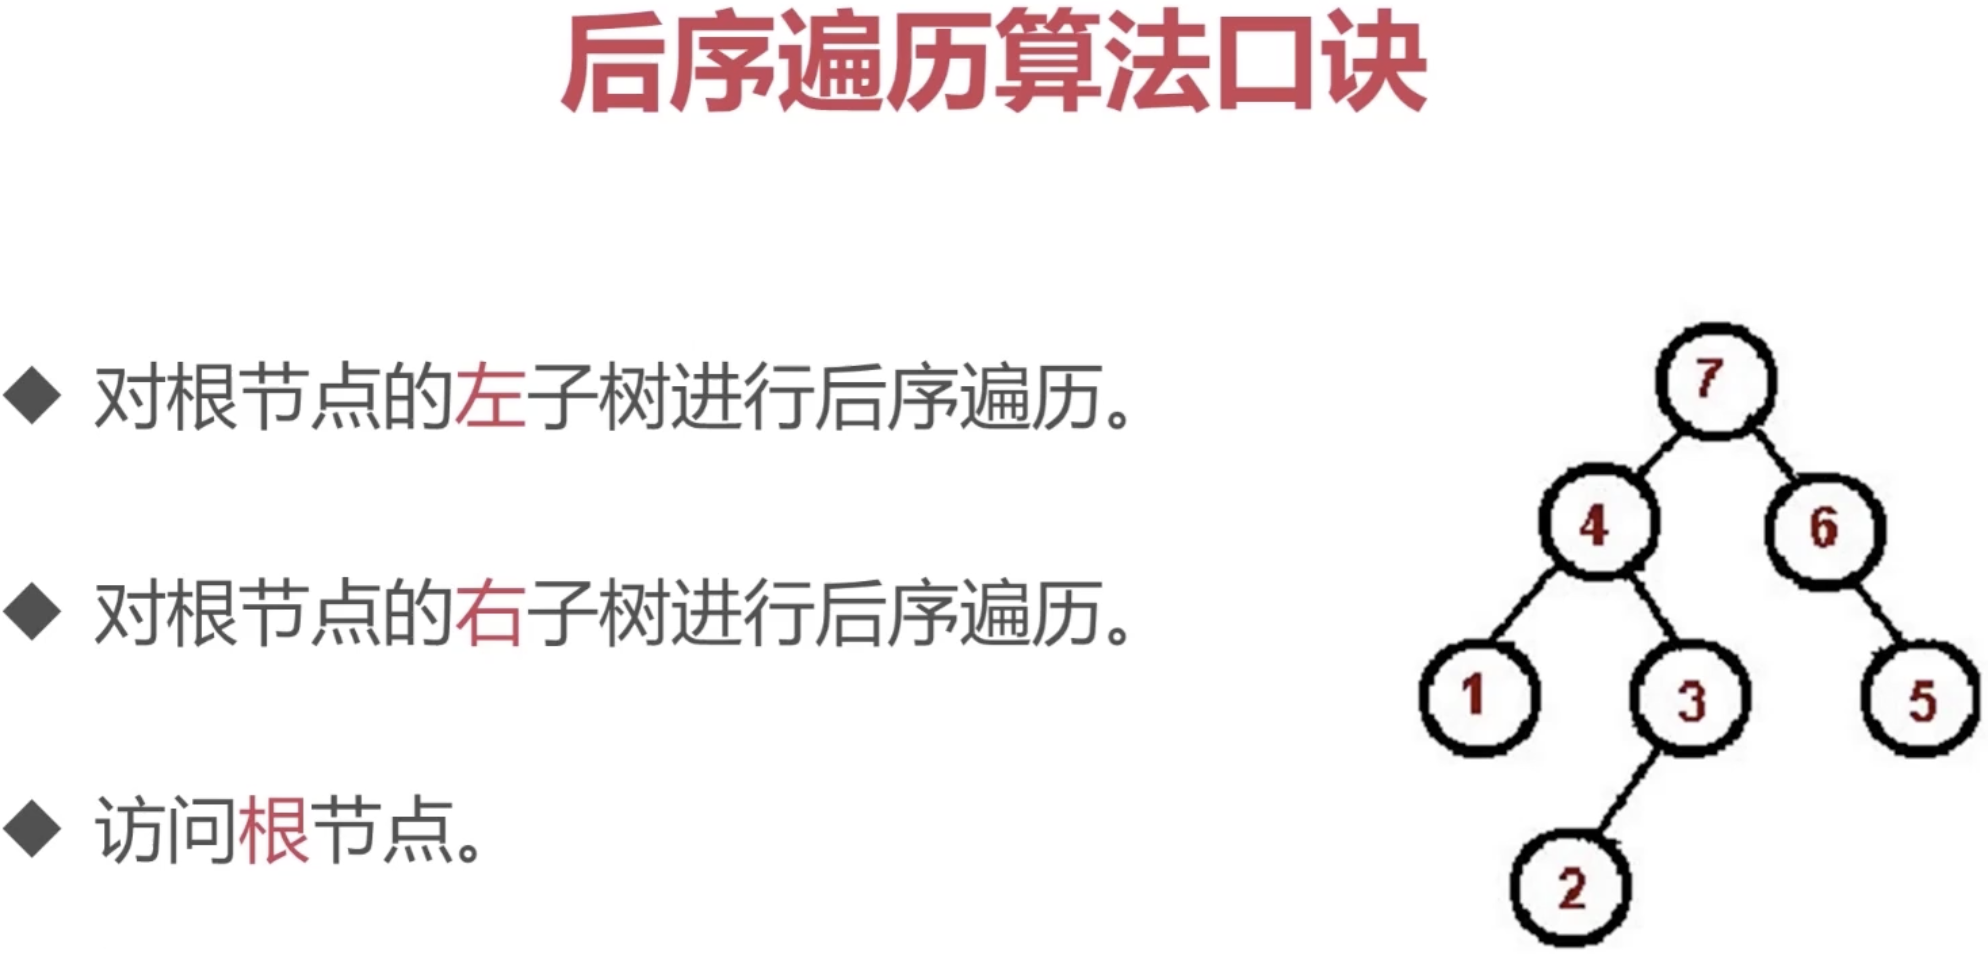 后序遍历算法口诀
◆ 对根节点的左子树进行后序遍历。
◆ 对根节点的右子树进行后序遍历。
◆ 访问根节点。
7
4 6
1 3 5
2